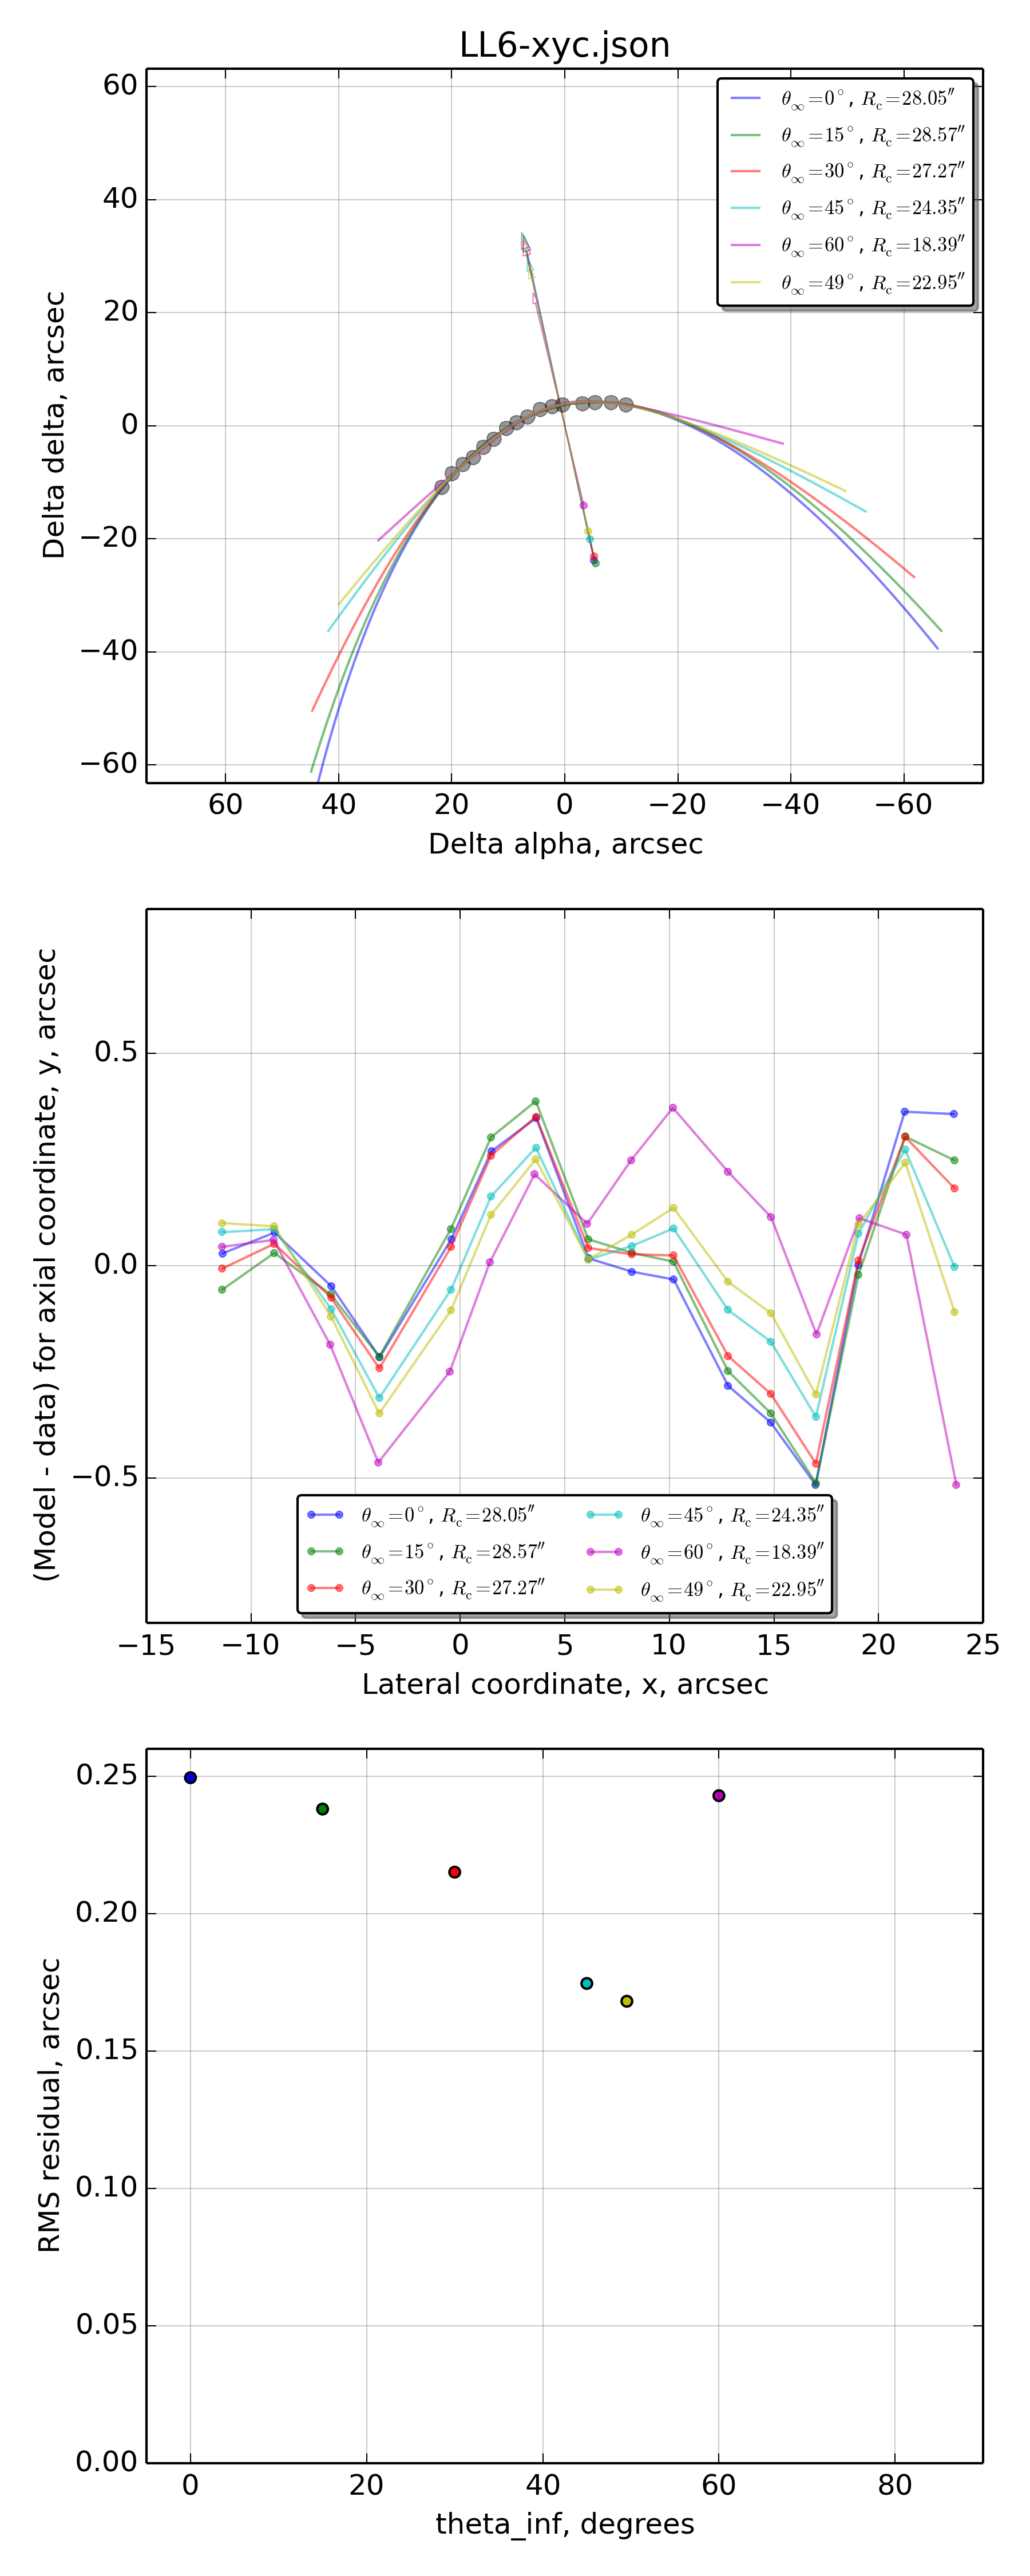 LL6-xyc.json
θ∞=0°, Rc=28.05″
θ∞=15°, Rc=28.57″
θ∞=30°, Rc=27.27″
θ∞=45°, Rc=24.35″
θ∞=60°, Rc=18.39″
θ∞=49°, Rc=22.95″
60
40
20
0
−20
−40
−60
Delta delta, arcsec
60 40 20 0 −20 −40 −60
Delta alpha, arcsec
0.5
0.0
−0.5
(Model - data) for axial coordinate, y, arcsec
θ∞=0°, Rc=28.05″ θ∞=45°, Rc=24.35″
θ∞=15°, Rc=28.57″ θ∞=60°, Rc=18.39″
θ∞=30°, Rc=27.27″ θ∞=49°, Rc=22.95″
−15 −10 −5 0 5 10 15 20 25
Lateral coordinate, x, arcsec
0.25
0.20
0.15
0.10
0.05
0.00
RMS residual, arcsec
0 20 40 60 80
theta_inf, degrees